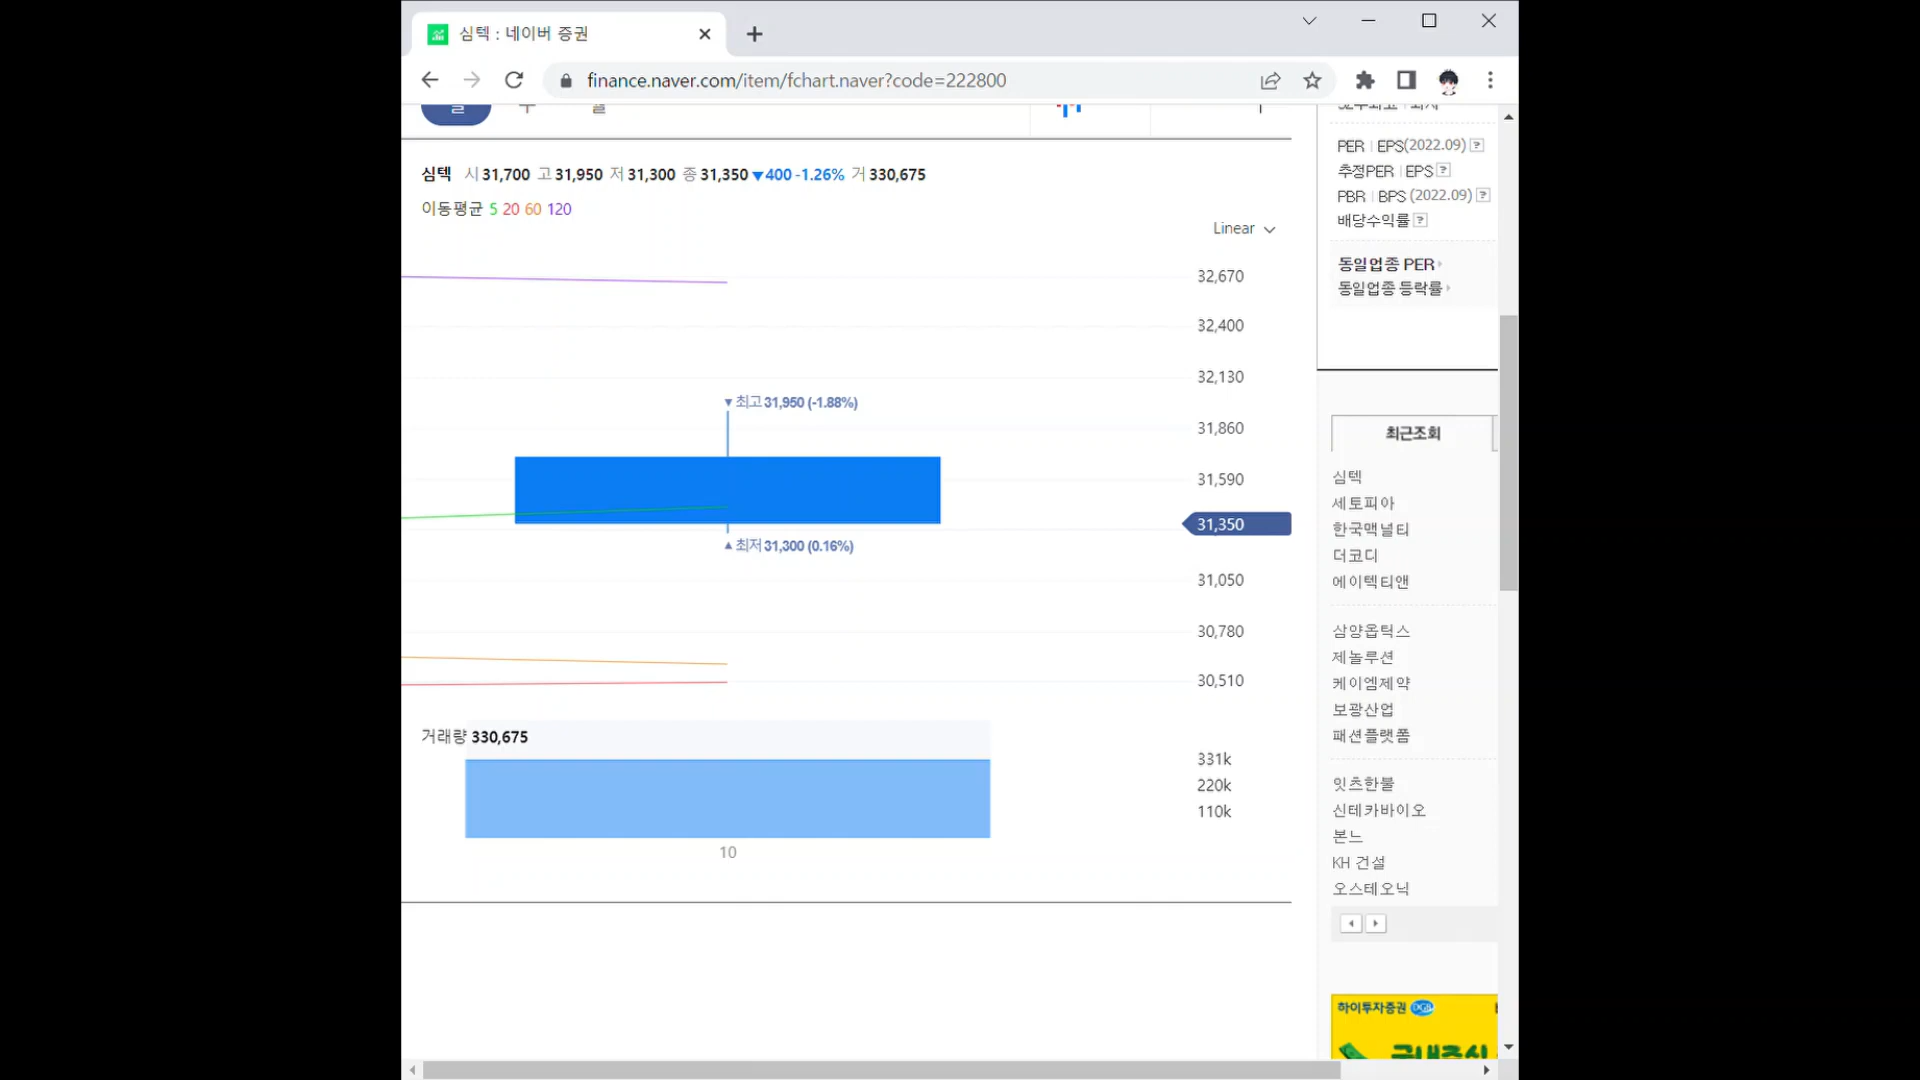 심텍 : 네이버 증권
finance.naver.com/item/fchart.naver?code=222800
심텍 시 31,700 고 31,950 저 31,300 종 31,350 ▼400 -1.26% 거 330,675
이동평균 5 20 60 120
Linear
32,670
32,400
32,130
▼최고 31,950 (-1.88%)
31,860
31,590
31,350
▲최저 31,300 (0.16%)
31,050
30,780
30,510
거래량 330,675
331k
220k
110k
10
PER | EPS(2022.09) ?
추정PER | EPS ?
PBR | BPS (2022.09) ?
배당수익률 ?
동일업종 PER
동일업종 등락률
최근조회
심텍
세토피아
한국맥널티
더코디
에이텍티앤
삼양옵틱스
제놀루션
케이엠제약
보광산업
패션플랫폼
잇츠한불
신테카바이오
본느
KH 건설
오스테오닉
하이투자증권 DGB